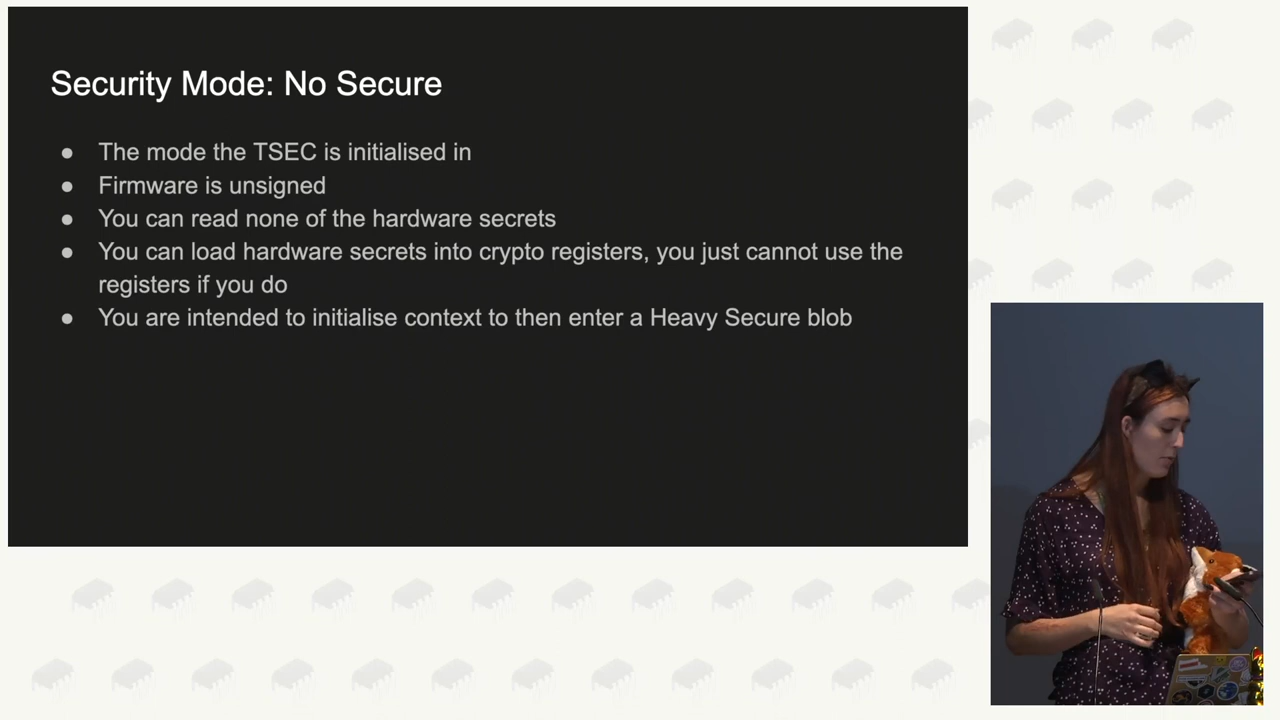 Security Mode: No Secure
● The mode the TSEC is initialised in
● Firmware is unsigned
● You can read none of the hardware secrets
● You can load hardware secrets into crypto registers, you just cannot use the
registers if you do
● You are intended to initialise context to then enter a Heavy Secure blob